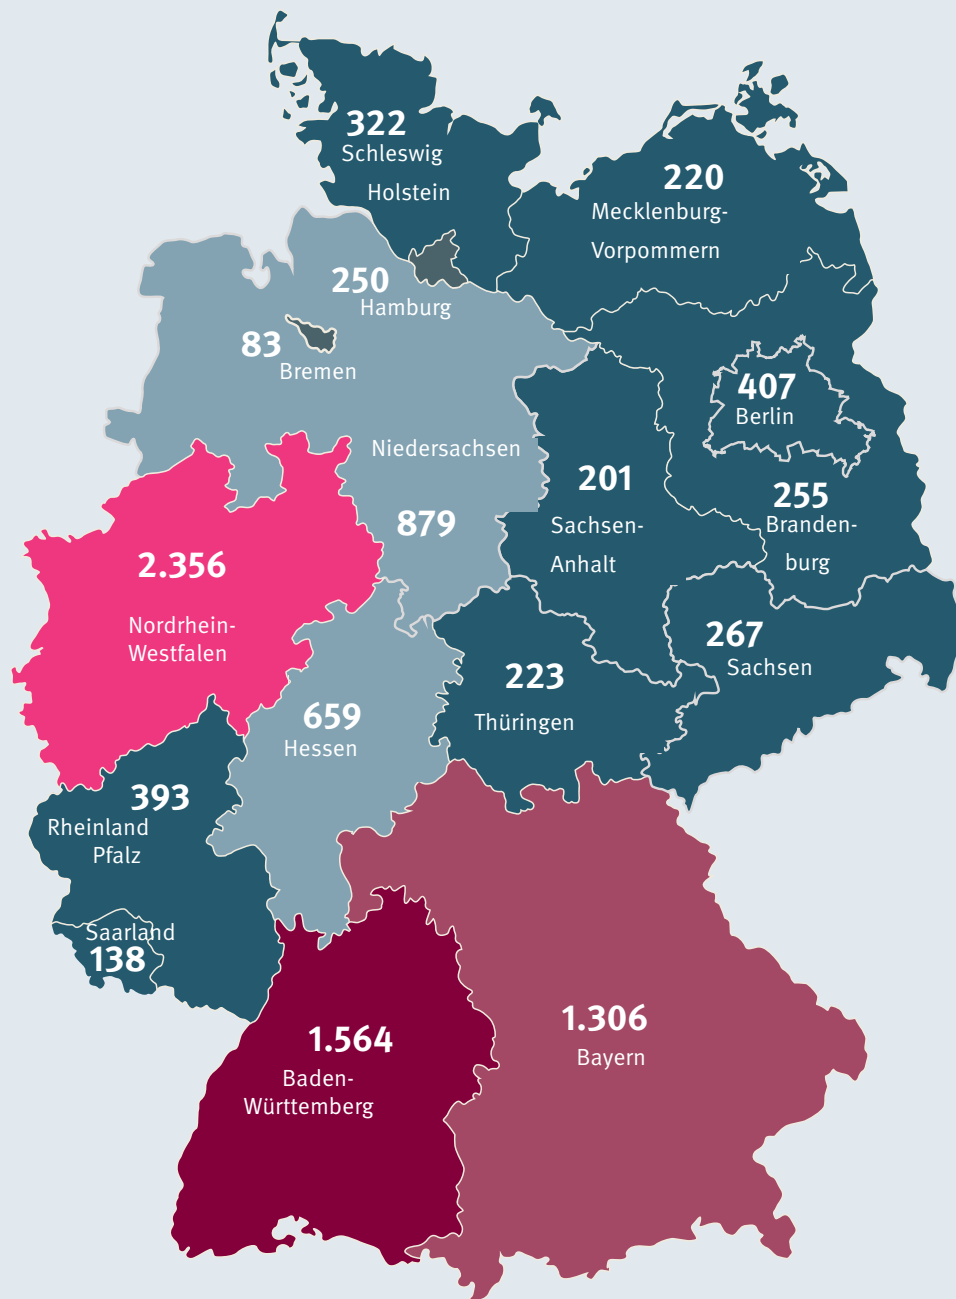 322
Schleswig
Holstein
220
Mecklenburg-
Vorpommern
250
Hamburg
83
Bremen
407
Berlin
Niedersachsen
879
201
Sachsen-
Anhalt
255
Branden-
burg
2.356
Nordrhein-
Westfalen
267
Sachsen
223
Thüringen
659
Hessen
393
Rheinland
Pfalz
Saarland
138
1.564
Baden-
Württemberg
1.306
Bayern